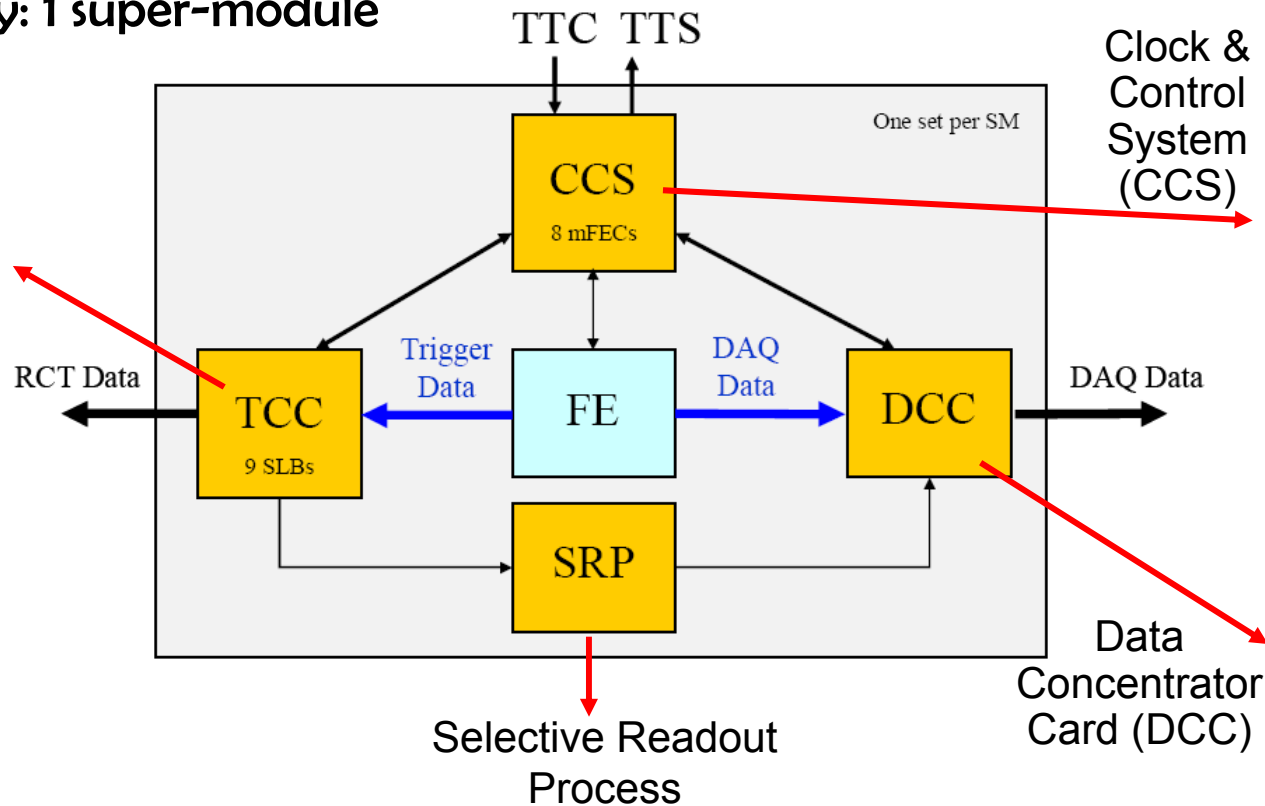 y: 1 super-module
TTC TTS
Clock &
Control
System
(CCS)
One set per SM
CCS
8 mFECs
RCT Data
Trigger
Data
DAQ
Data
DAQ Data
TCC
9 SLBs
FE
DCC
SRP
Selective Readout
Process
Data
Concentrator
Card (DCC)